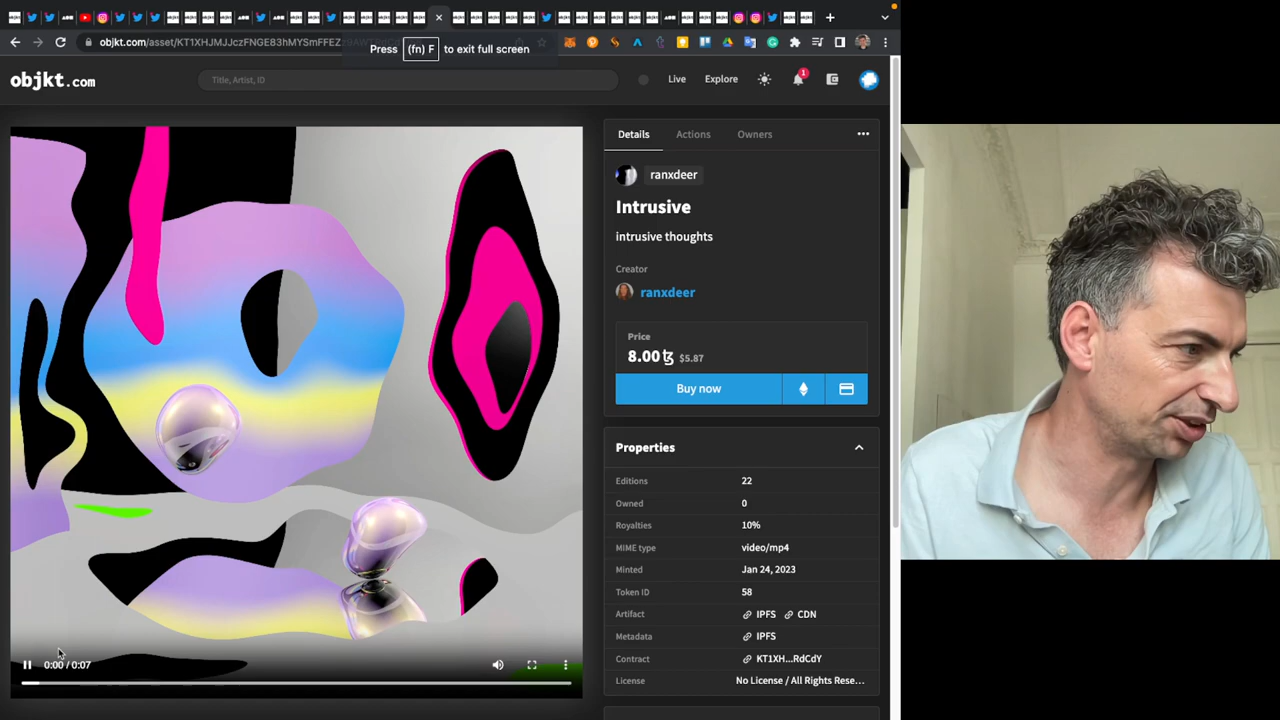 objkt.com/asset/KT1XHJMJJczFNGE83hMYSmFFEZ
Press (fn) F to exit full screen
objkt.com
Title, Artist, ID
Live
Explore
1
Details
Actions
Owners
ranxdeer
Intrusive
intrusive thoughts
Creator
ranxdeer
Price
8.00 ꜩ $5.87
Buy now
Properties
Editions 22
Owned 0
Royalties 10%
MIME type video/mp4
Minted Jan 24, 2023
Token ID 58
Artifact IPFS CDN
Metadata IPFS
Contract KT1XH...RdCdY
License No License / All Rights Rese...
0:00 / 0:07